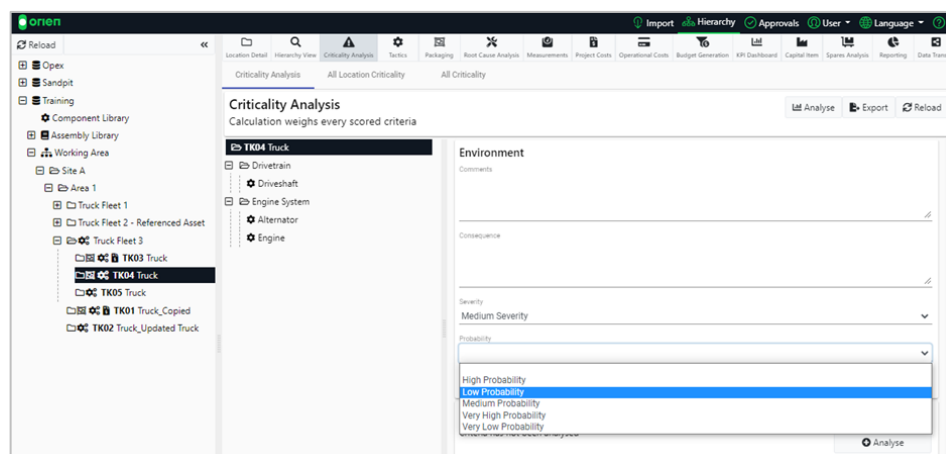 orien
Import Hierarchy Approvals User Language
Reload
Location Detail Hierarchy View Criticality Analysis Tactics Packaging Root Cause Analysis Measurements Project Costs Operational Costs Budget Generation KPI Dashboard Capital Item Spares Analysis Reporting Data Tran
Opex
Sandpit
Training
Component Library
Assembly Library
Working Area
Site A
Area 1
Truck Fleet 1
Truck Fleet 2 - Referenced Asset
Truck Fleet 3
TK03 Truck
TK04 Truck
TK05 Truck
TK01 Truck_Copied
TK02 Truck_Updated Truck
Criticality Analysis All Location Criticality All Criticality
Criticality Analysis
Calculation weighs every scored criteria
Analyse Export Reload
TK04 Truck
Drivetrain
Driveshaft
Engine System
Alternator
Engine
Environment
Comments
Consequence
Severity
Medium Severity
Probability
High Probability
Low Probability
Medium Probability
Very High Probability
Very Low Probability
Criteria has not been analysed
Analyse